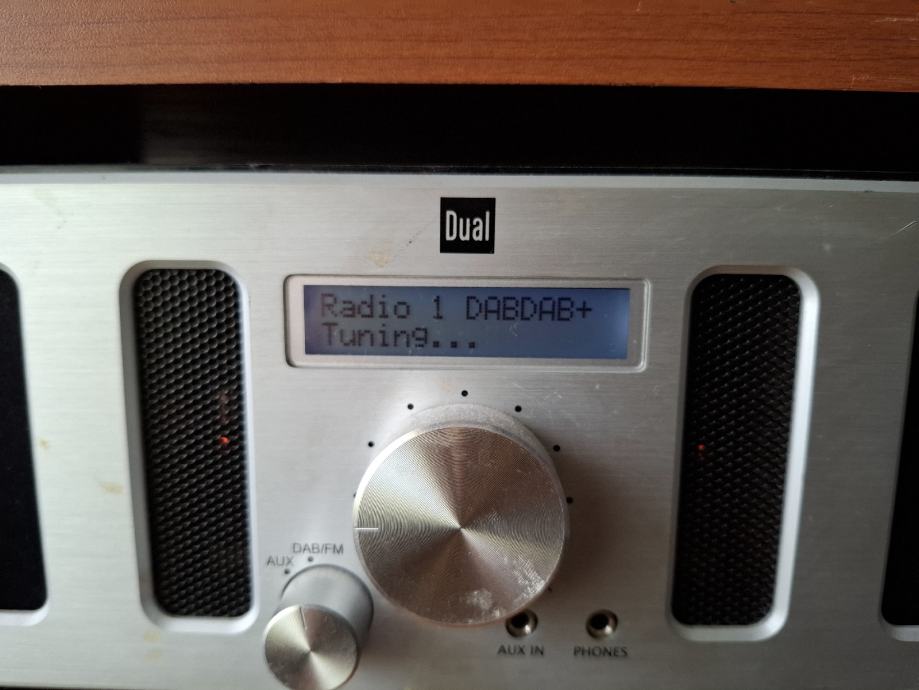 Dual
Radio 1 DABDAB+
Tuning...
DAB/FM
AUX
AUX IN
PHONES